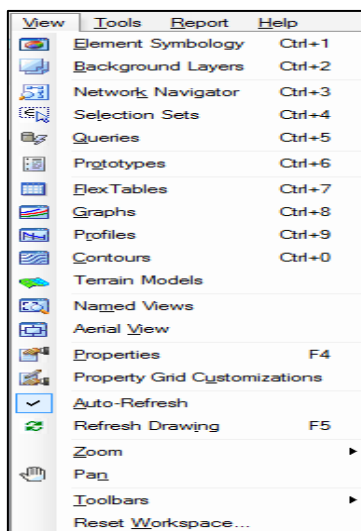 View Tools Report Help
Element Symbology Ctrl+1
Background Layers Ctrl+2
Network Navigator Ctrl+3
Selection Sets Ctrl+4
Queries Ctrl+5
Prototypes Ctrl+6
FlexTables Ctrl+7
Graphs Ctrl+8
Profiles Ctrl+9
Contours Ctrl+0
Terrain Models
Named Views
Aerial View
Properties F4
Property Grid Customizations
Auto-Refresh
Refresh Drawing F5
Zoom
Pan
Toolbars
Reset Workspace...